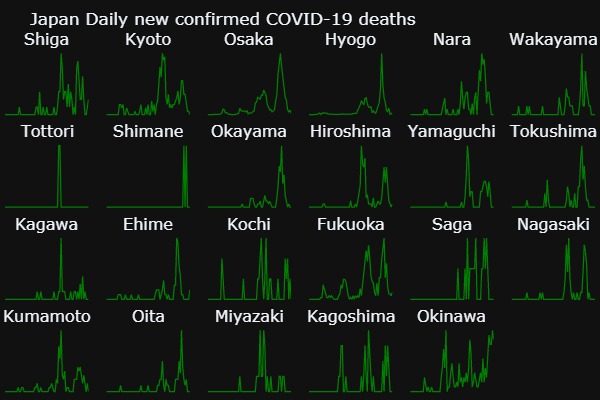 Japan Daily new confirmed COVID-19 deaths
Shiga Kyoto Osaka Hyogo Nara Wakayama
Tottori Shimane Okayama Hiroshima Yamaguchi Tokushima
Kagawa Ehime Kochi Fukuoka Saga Nagasaki
Kumamoto Oita Miyazaki Kagoshima Okinawa